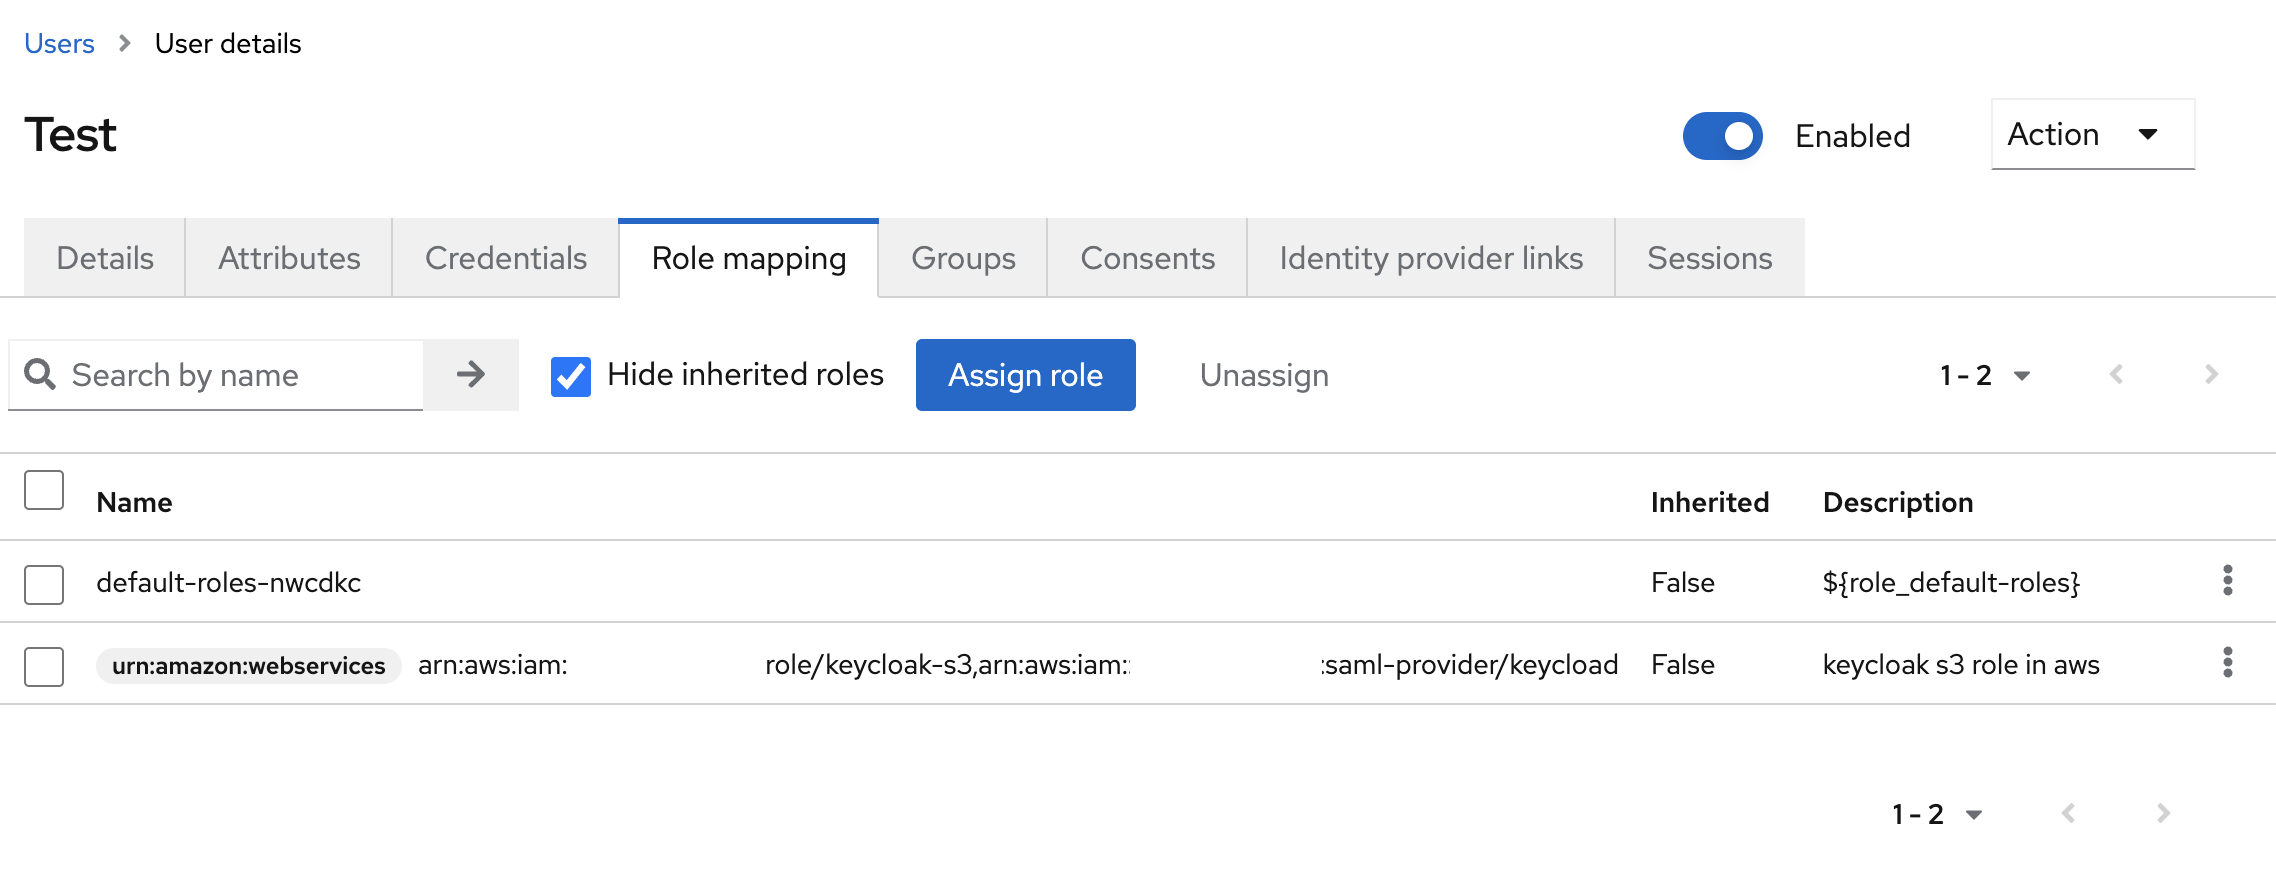 Users > User details
Test
Enabled
Action
Details Attributes Credentials Role mapping Groups Consents Identity provider links Sessions
Search by name Hide inherited roles Assign role Unassign 1 - 2
Name Inherited Description
default-roles-nwcdkc False ${role_default-roles}
urn:amazon:webservices arn:aws:iam: role/keycloak-s3,arn:aws:iam:: :saml-provider/keycload False keycloak s3 role in aws
1 - 2